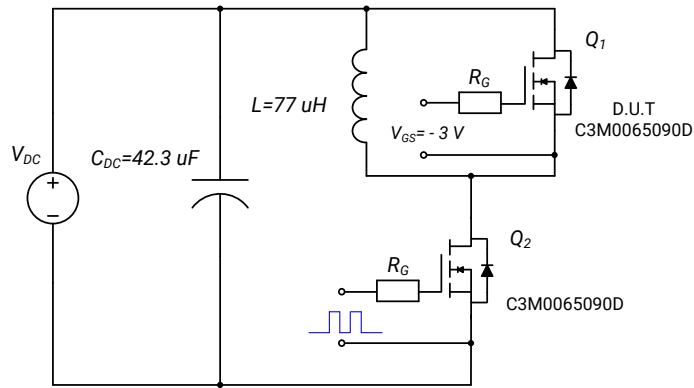 Q1
RG
L=77 uH
D.U.T
C3M0065090D
VGS= - 3 V
VDC
CDC=42.3 uF
Q2
RG
C3M0065090D